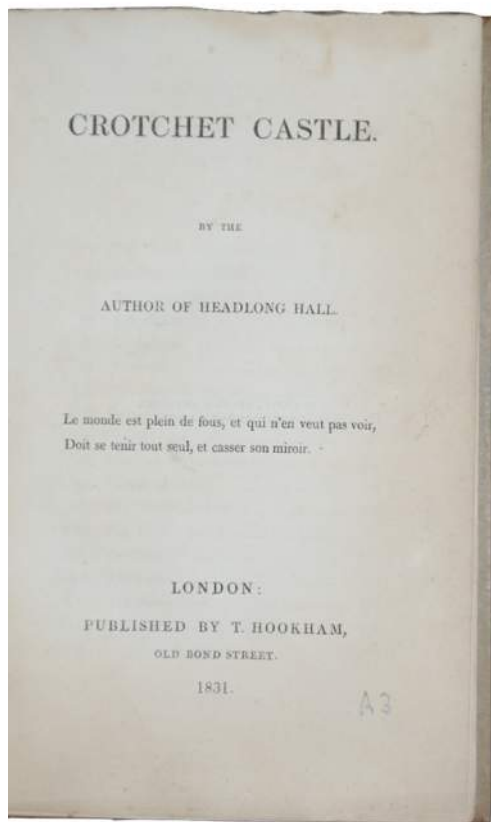 CROTCHET CASTLE.
BY THE
AUTHOR OF HEADLONG HALL.
Le monde est plein de fous, et qui n'en veut pas voir,
Doit se tenir tout seul, et casser son miroir.
LONDON:
PUBLISHED BY T. HOOKHAM,
OLD BOND STREET.
1831.
A3